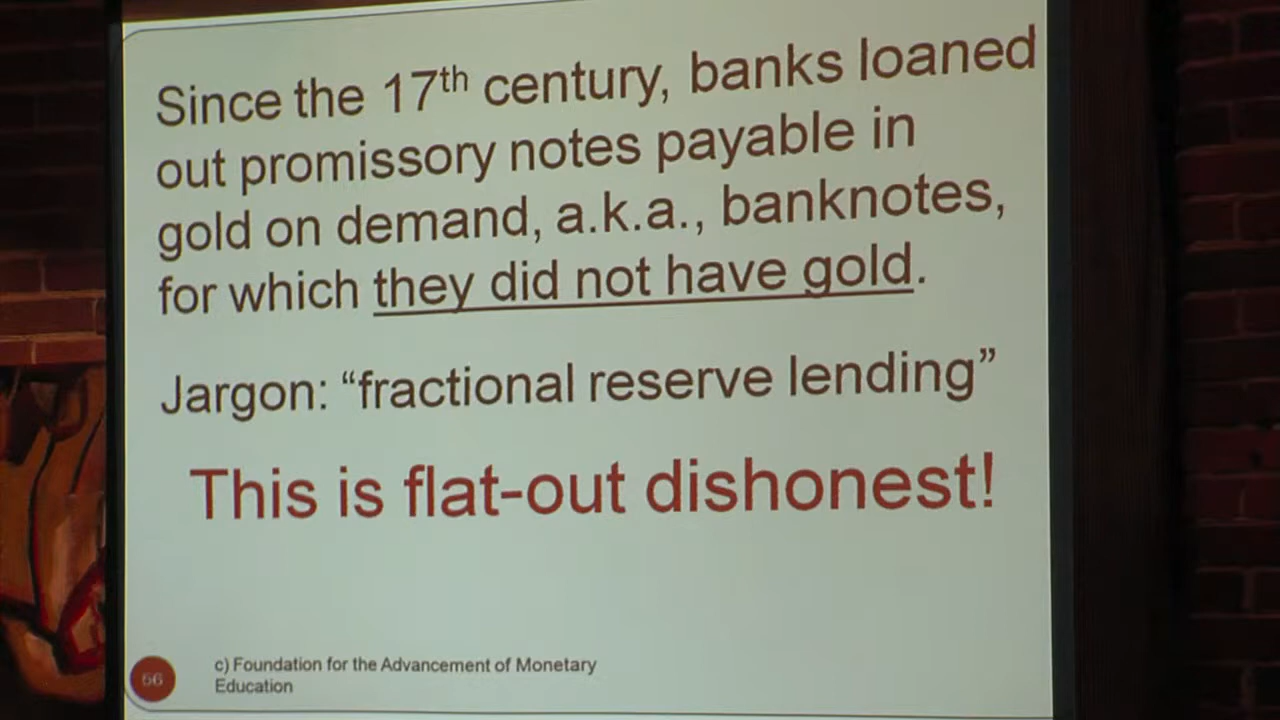 Since the 17th century, banks loaned
out promissory notes payable in
gold on demand, a.k.a., banknotes,
for which they did not have gold.
Jargon: “fractional reserve lending”
This is flat-out dishonest!
66
c) Foundation for the Advancement of Monetary
Education